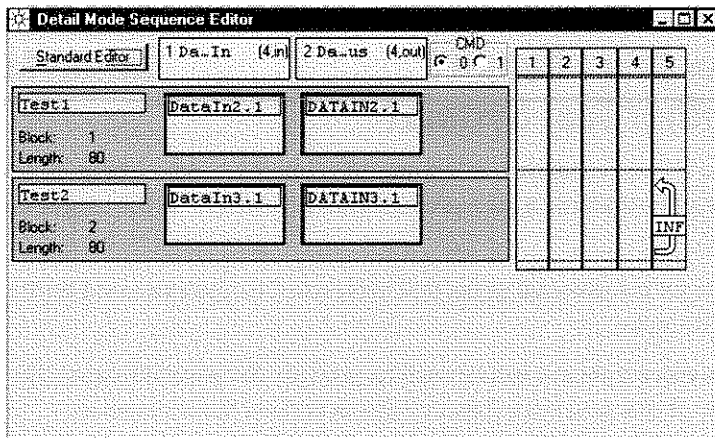 Detail Mode Sequence Editor
Standard Editor 1 Da…In (4,in) 2 Da…us (4,out) CMD
0 1
1 2 3 4 5
Test1 DataIn2.1 DATAIN2.1
Block: 1
Length: 80
Test2 DataIn3.1 DATAIN3.1
Block: 2 INF
Length: 80